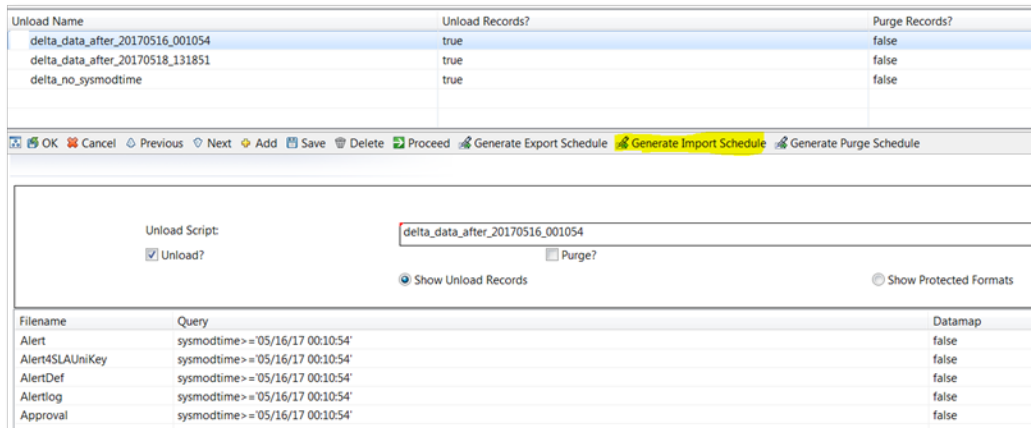 Unload Name Unload Records? Purge Records?
delta_data_after_20170516_001054 true false
delta_data_after_20170518_131851 true false
delta_no_sysmodtime true false
OK Cancel Previous Next Add Save Delete Proceed Generate Export Schedule Generate Import Schedule Generate Purge Schedule
Unload Script: delta_data_after_20170516_001054
Unload? Purge?
Show Unload Records Show Protected Formats
Filename Query Datamap
Alert sysmodtime>='05/16/17 00:10:54' false
Alert4SLAUniKey sysmodtime>='05/16/17 00:10:54' false
AlertDef sysmodtime>='05/16/17 00:10:54' false
Alertlog sysmodtime>='05/16/17 00:10:54' false
Approval sysmodtime>='05/16/17 00:10:54' false